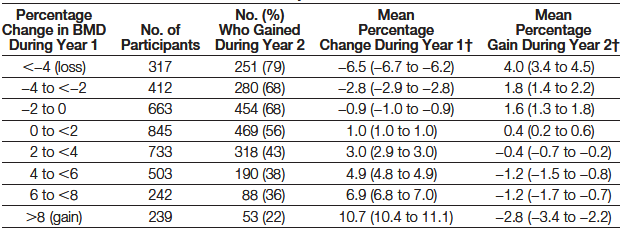 Percentage No. (%) Mean Mean
Change in BMD No. of Who Gained Percentage Percentage
During Year 1 Participants During Year 2 Change During Year 1† Gain During Year 2†
<–4 (loss) 317 251 (79) –6.5 (–6.7 to –6.2) 4.0 (3.4 to 4.5)
–4 to <–2 412 280 (68) –2.8 (–2.9 to –2.8) 1.8 (1.4 to 2.2)
–2 to 0 663 454 (68) –0.9 (–1.0 to –0.9) 1.6 (1.3 to 1.8)
0 to <2 845 469 (56) 1.0 (1.0 to 1.0) 0.4 (0.2 to 0.6)
2 to <4 733 318 (43) 3.0 (2.9 to 3.0) –0.4 (–0.7 to –0.2)
4 to <6 503 190 (38) 4.9 (4.8 to 4.9) –1.2 (–1.5 to –0.8)
6 to <8 242 88 (36) 6.9 (6.8 to 7.0) –1.2 (–1.7 to –0.7)
>8 (gain) 239 53 (22) 10.7 (10.4 to 11.1) –2.8 (–3.4 to –2.2)